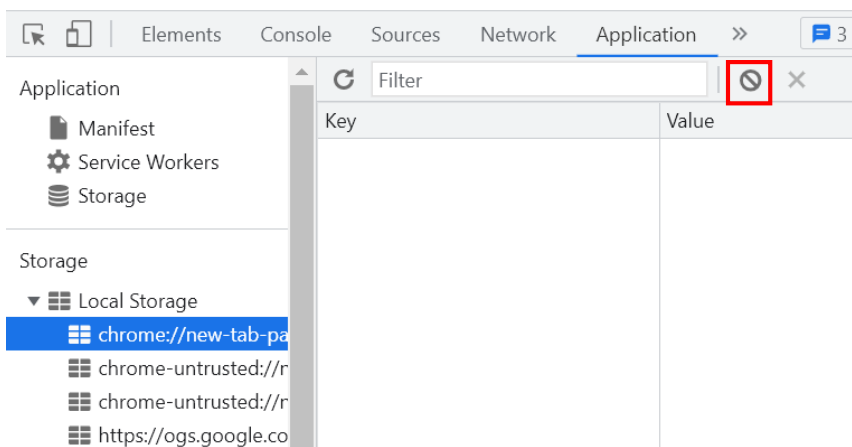 Elements Console Sources Network Application » 3
Application
Filter
Key Value
Manifest
Service Workers
Storage
Storage
Local Storage
chrome://new-tab-pa
chrome-untrusted://n
chrome-untrusted://n
https://ogs.google.co